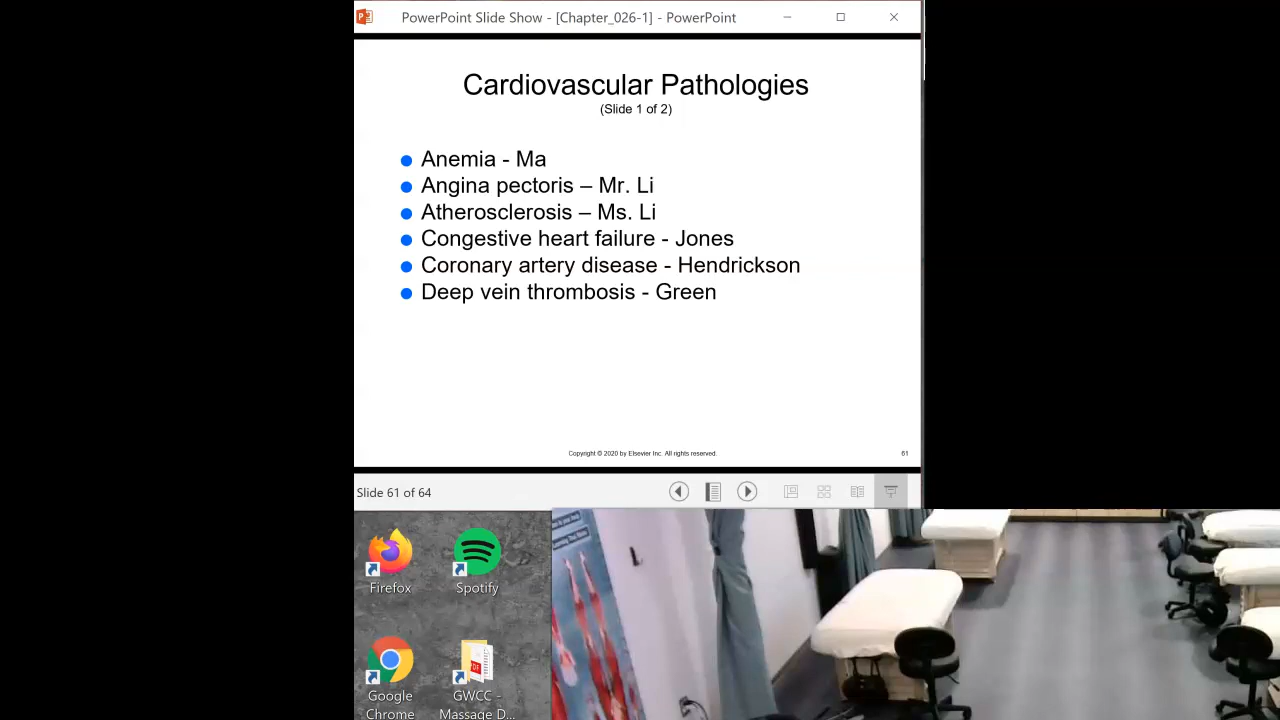 PowerPoint Slide Show - [Chapter_026-1] - PowerPoint
Cardiovascular Pathologies
(Slide 1 of 2)
Anemia - Ma
Angina pectoris – Mr. Li
Atherosclerosis – Ms. Li
Congestive heart failure - Jones
Coronary artery disease - Hendrickson
Deep vein thrombosis - Green
Copyright © 2020 by Elsevier Inc. All rights reserved.
61
Slide 61 of 64
Firefox
Spotify
Google
Chrome
GWCC -
Massage D...